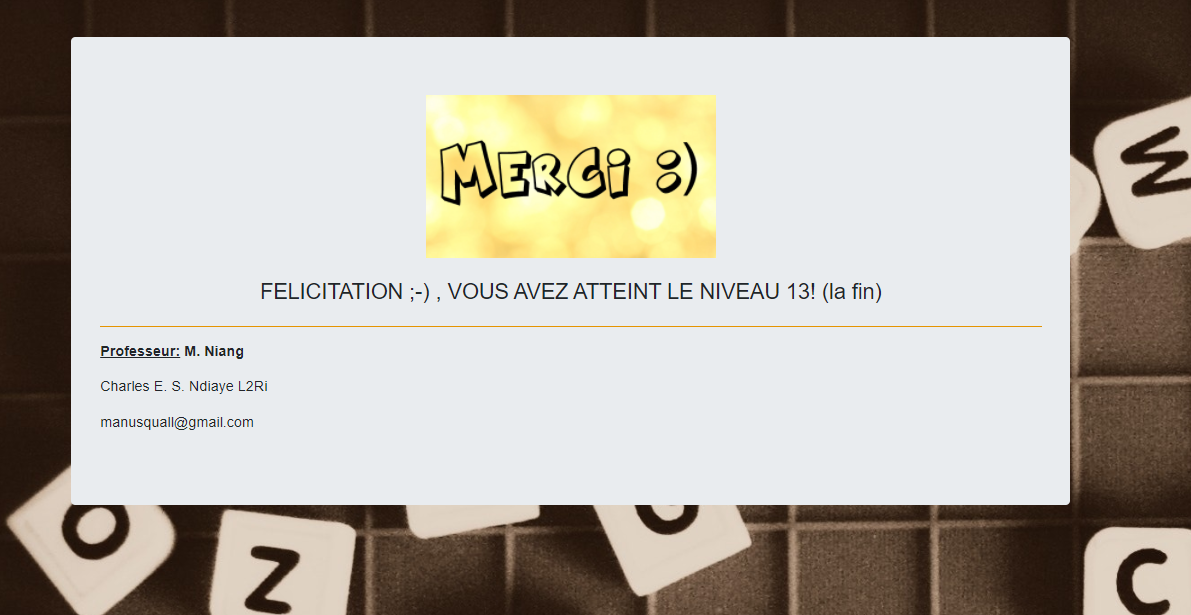 MERCi :)
FELICITATION ;-) , VOUS AVEZ ATTEINT LE NIVEAU 13! (la fin)
Professeur: M. Niang
Charles E. S. Ndiaye L2Ri
manusquall@gmail.com
M
O
Z
C